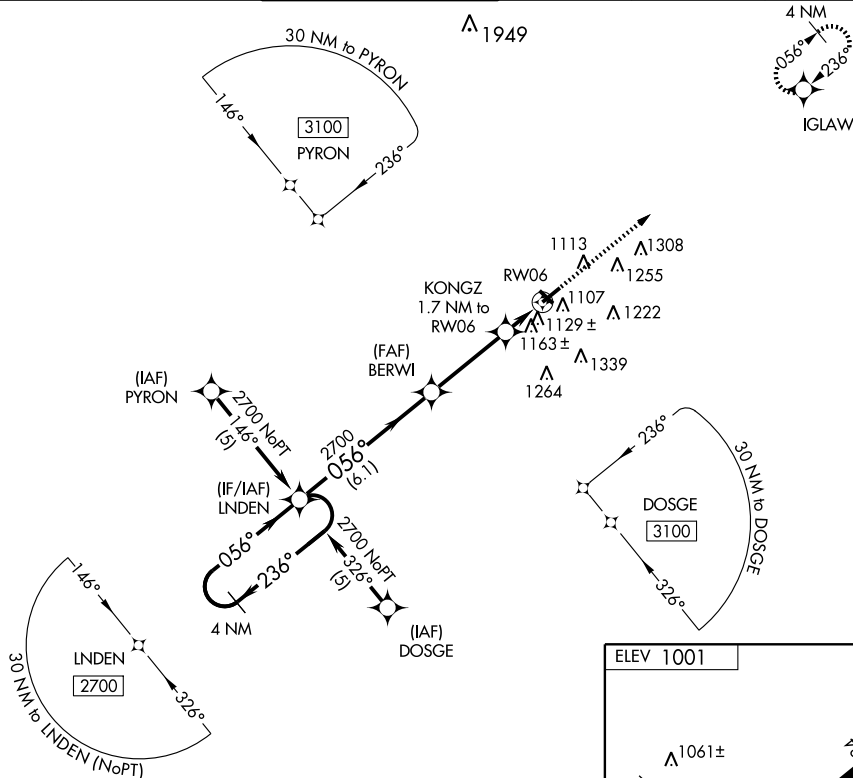 1949
4 NM
056°
236°
IGLAW
30 NM to PYRON
146°
3100
PYRON
236°
1113
1308
RW06
1255
KONGZ
1.7 NM to
RW06
1107
1222
1129 ±
1163 ±
1339
1264
(FAF)
BERWI
(IAF)
PYRON
2700 NoPT
146°
(5)
2700
056°
(6.1)
(IF/IAF)
LNDEN
056°
236°
4 NM
2700 NoPT
326°
(5)
(IAF)
DOSGE
236°
30 NM to DOSGE
DOSGE
3100
326°
146°
LNDEN
2700
326°
30 NM to LNDEN (NoPT)
ELEV 1001
1061±